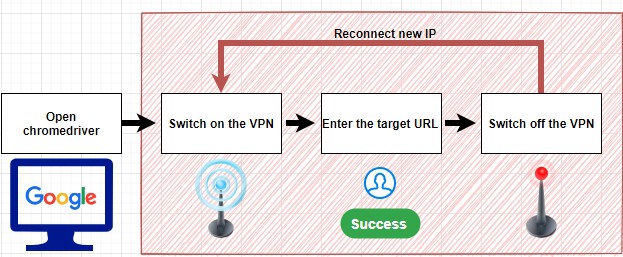 Reconnect new IP
Open
chromedriver
Switch on the VPN
Enter the target URL
Switch off the VPN
Google
Success